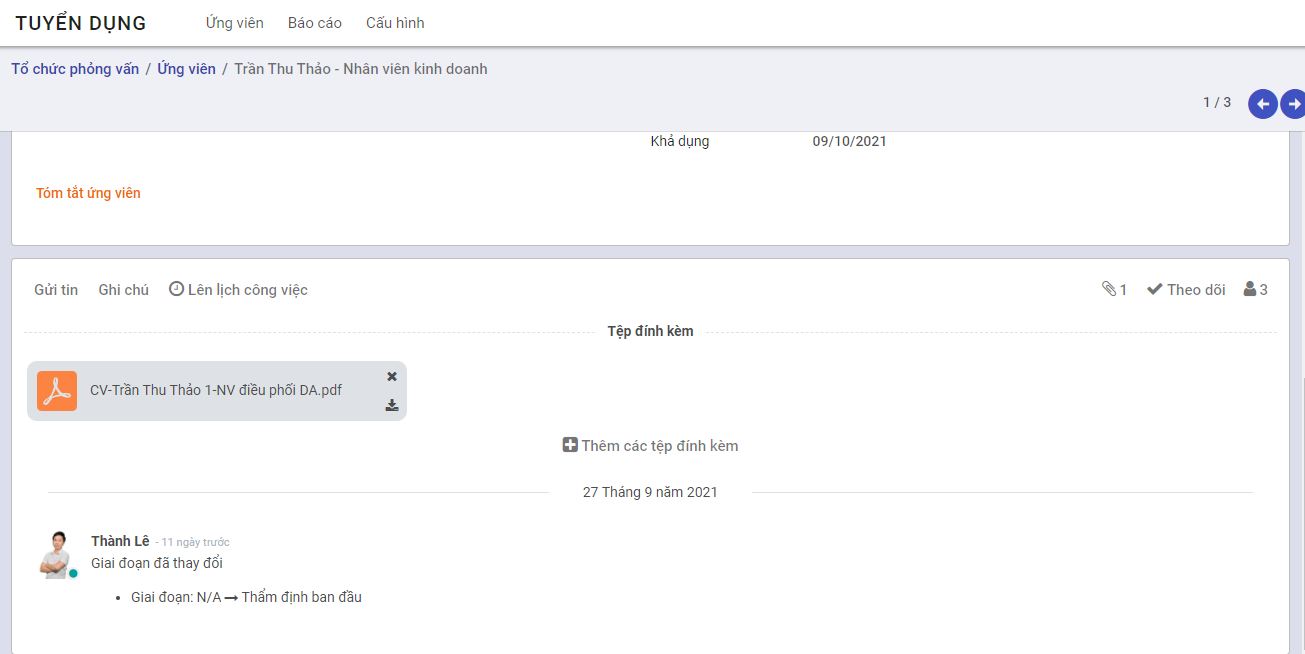 TUYỂN DỤNG Ứng viên Báo cáo Cấu hình
Tổ chức phỏng vấn / Ứng viên / Trần Thu Thảo - Nhân viên kinh doanh
1 / 3
Khả dụng 09/10/2021
Tóm tắt ứng viên
Gửi tin Ghi chú Lên lịch công việc 1 Theo dõi 3
Tệp đính kèm
CV-Trần Thu Thảo 1-NV điều phối DA.pdf
Thêm các tệp đính kèm
27 Tháng 9 năm 2021
Thành Lê - 11 ngày trước
Giai đoạn đã thay đổi
• Giai đoạn: N/A → Thẩm định ban đầu